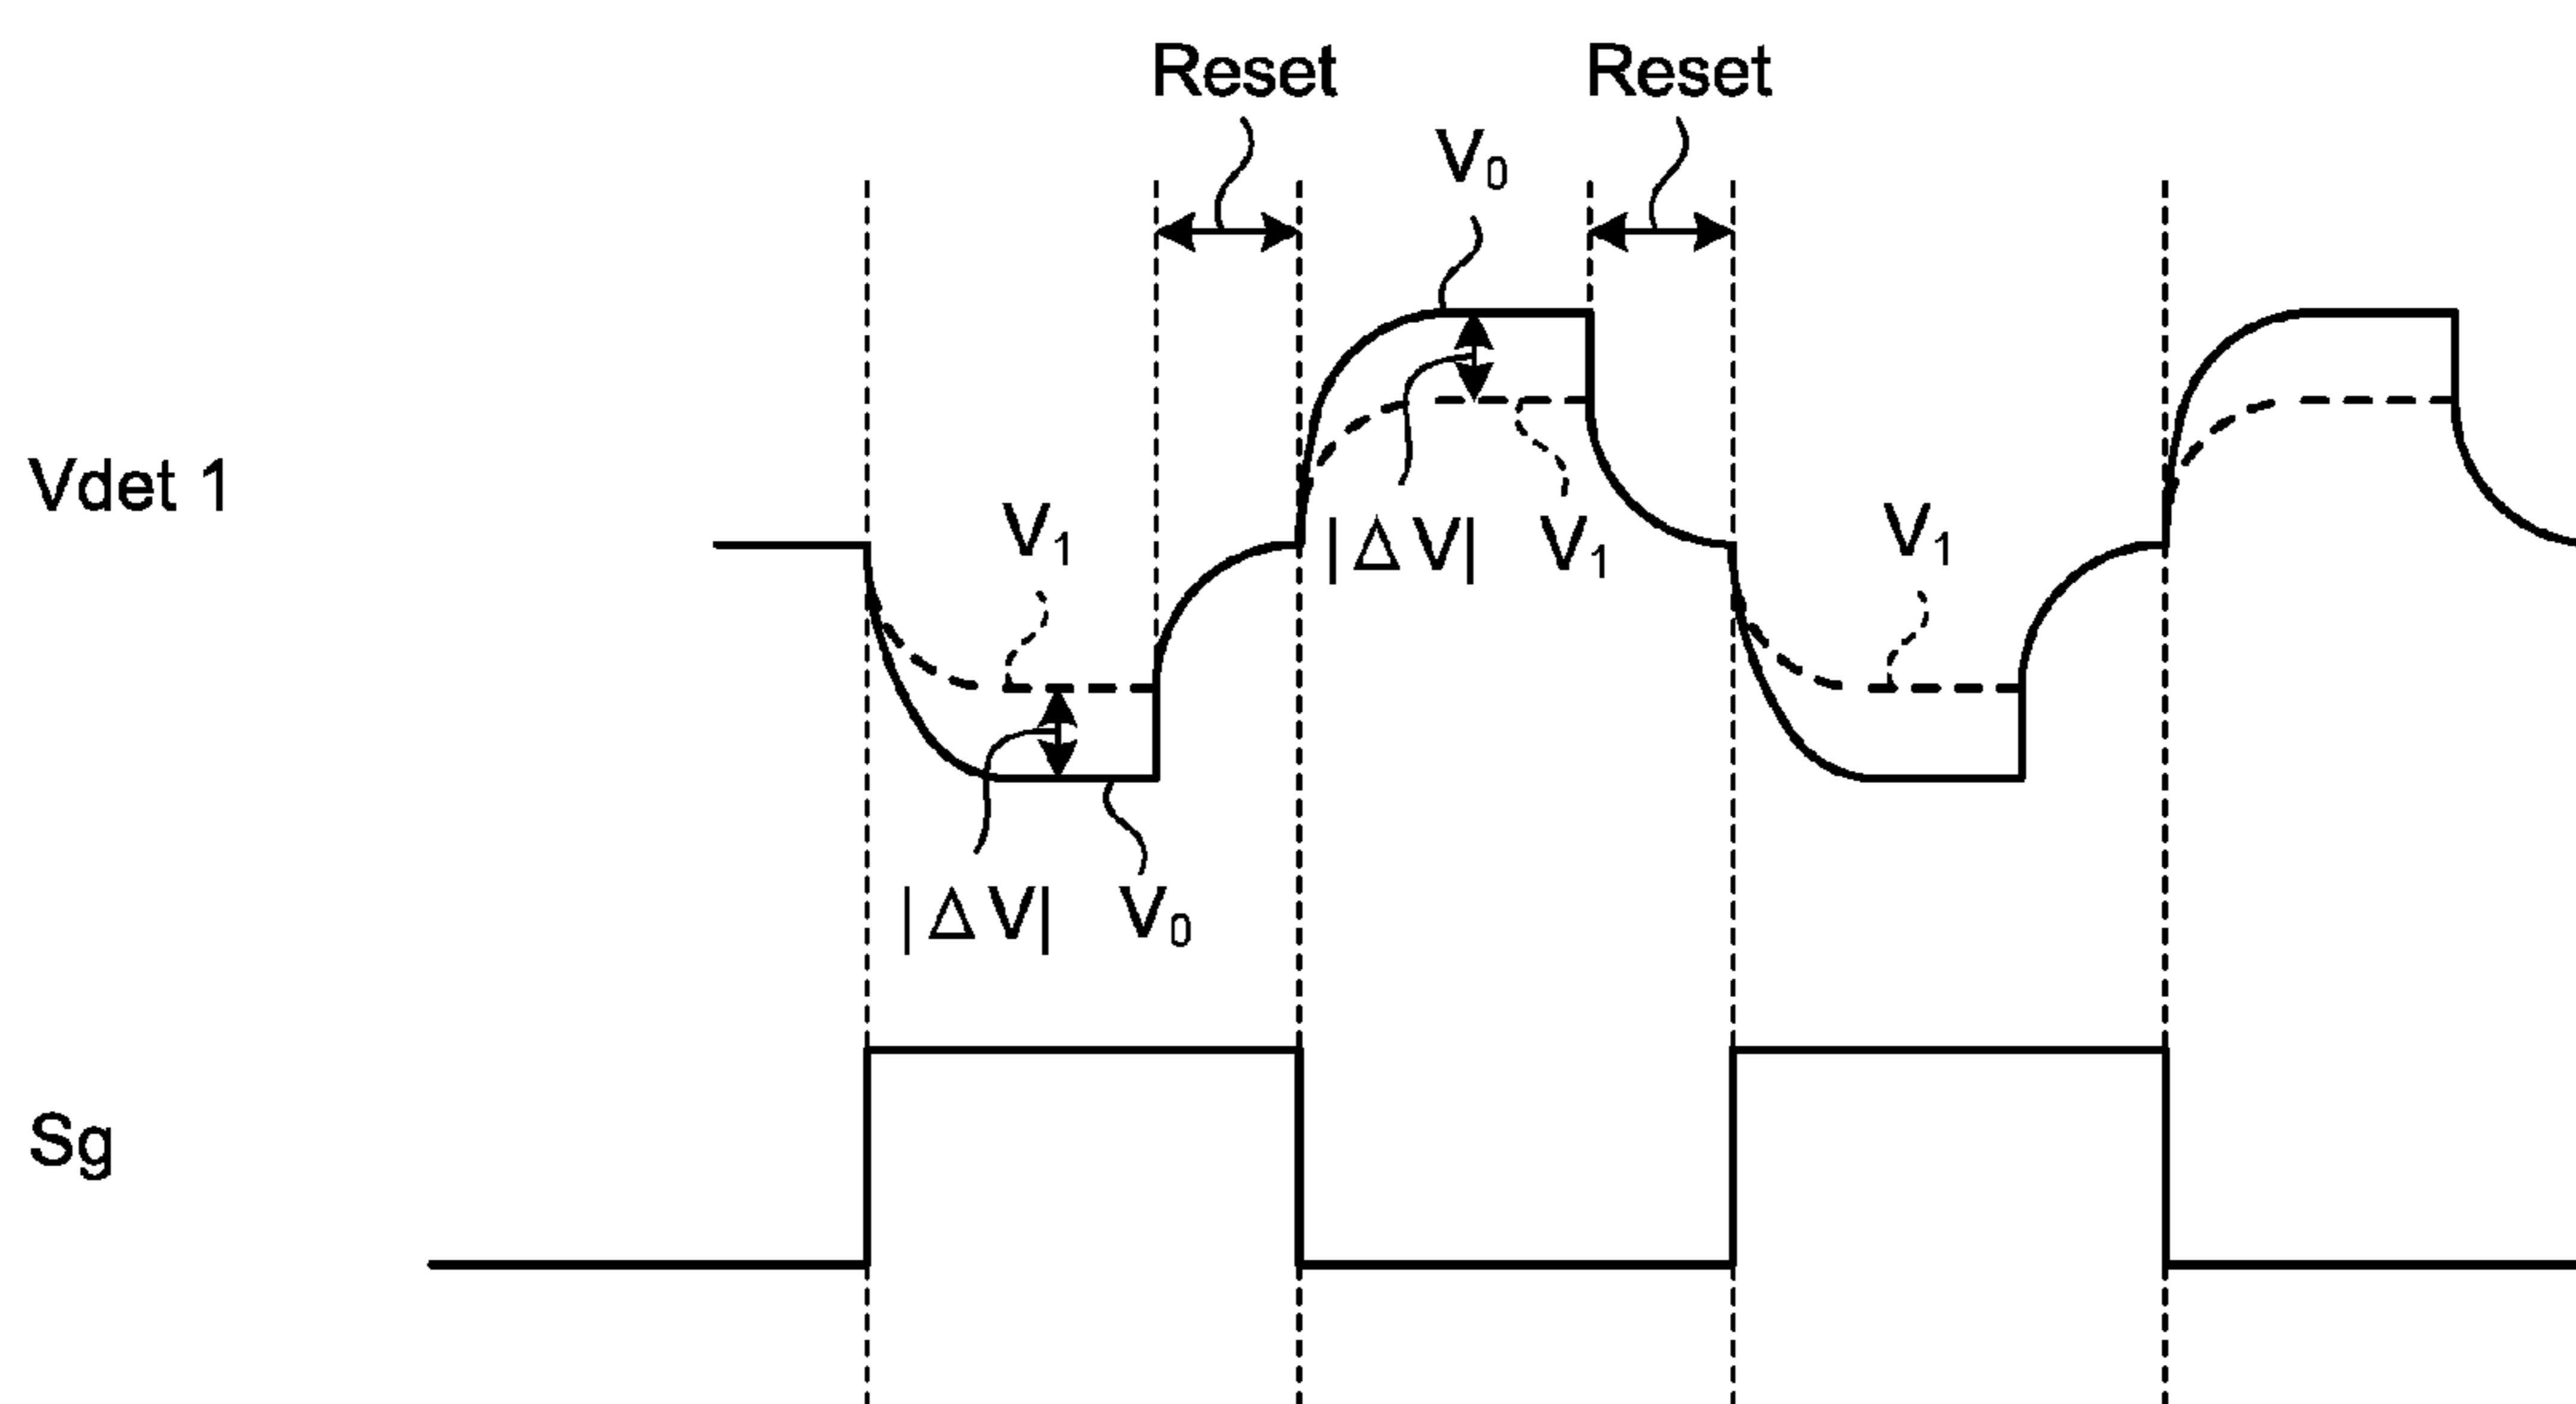 Reset Reset
V₀
Vdet 1
V₁ |ΔV| V₁ V₁
|ΔV| V₀
Sg